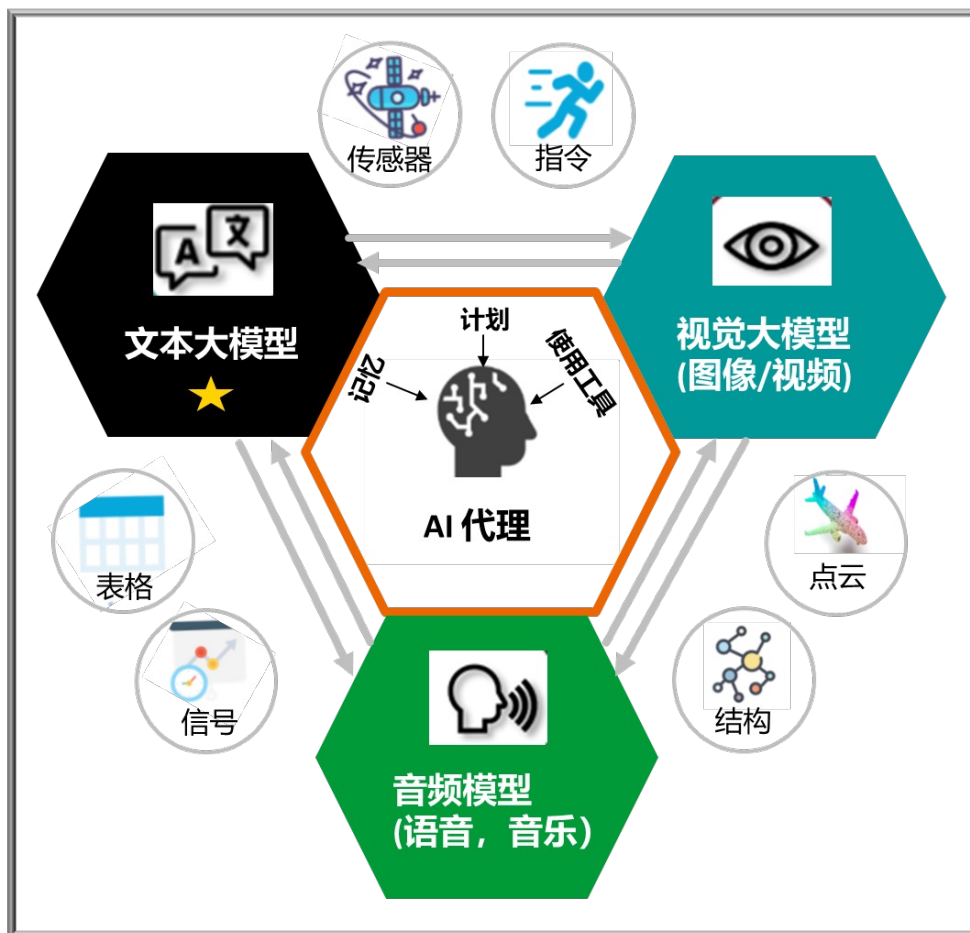 传感器
指令
A 文
文本大模型
视觉大模型
(图像/视频)
计划
记忆
使用工具
AI 代理
表格
点云
信号
结构
音频模型
(语音，音乐）